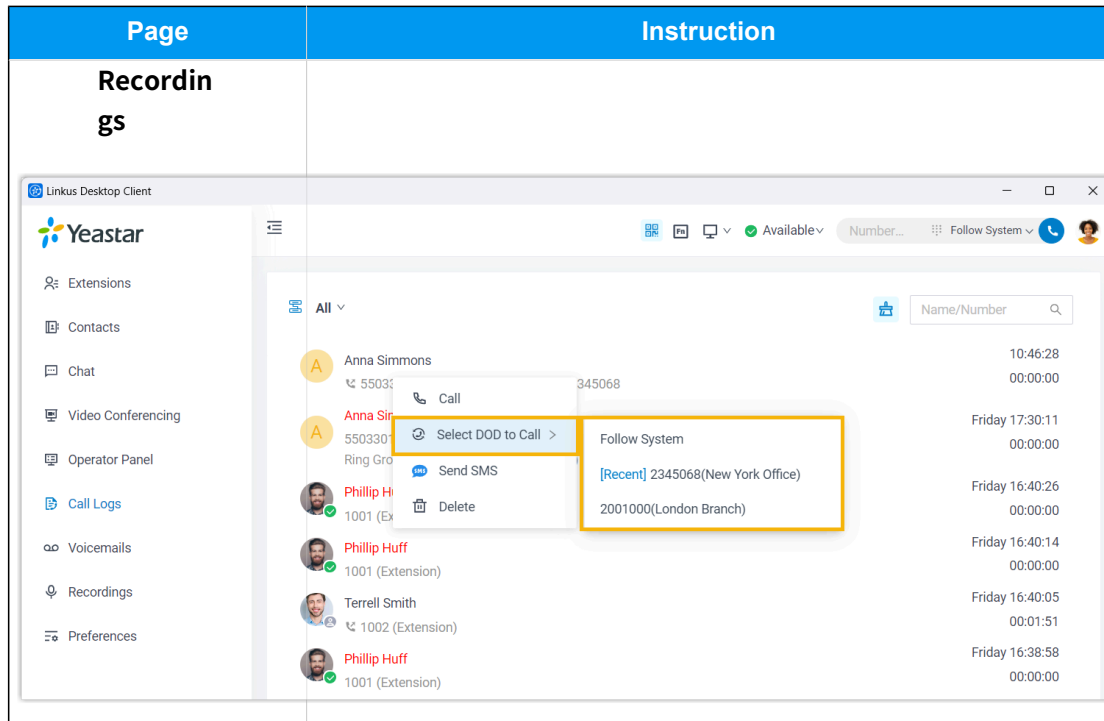 Page
Instruction
Recordin
gs
Linkus Desktop Client
Yeastar
Fn
Available
Number...
Follow System
Extensions
Contacts
Chat
Video Conferencing
Operator Panel
Call Logs
Voicemails
Recordings
Preferences
All
Name/Number
A
Anna Simmons
5503
345068
10:46:28
00:00:00
Call
Select DOD to Call >
SMS
Send SMS
Delete
Follow System
[Recent] 2345068(New York Office)
2001000(London Branch)
A
Anna Sim
550330
Ring Gro
Friday 17:30:11
00:00:00
Phillip H
1001 (Ex
Friday 16:40:26
00:00:00
Phillip Huff
1001 (Extension)
Friday 16:40:14
00:00:00
Terrell Smith
1002 (Extension)
Friday 16:40:05
00:01:51
Phillip Huff
1001 (Extension)
Friday 16:38:58
00:00:00